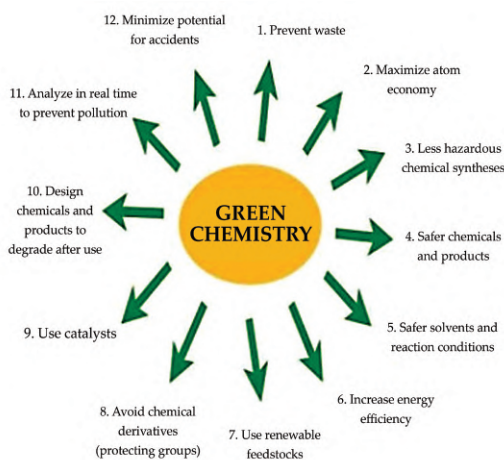 GREEN
CHEMISTRY
1. Prevent waste
2. Maximize atom
economy
3. Less hazardous
chemical syntheses
4. Safer chemicals
and products
5. Safer solvents and
reaction conditions
6. Increase energy
efficiency
7. Use renewable
feedstocks
8. Avoid chemical
derivatives
(protecting groups)
9. Use catalysts
10. Design
chemicals and
products to
degrade after use
11. Analyze in real time
to prevent pollution
12. Minimize potential
for accidents